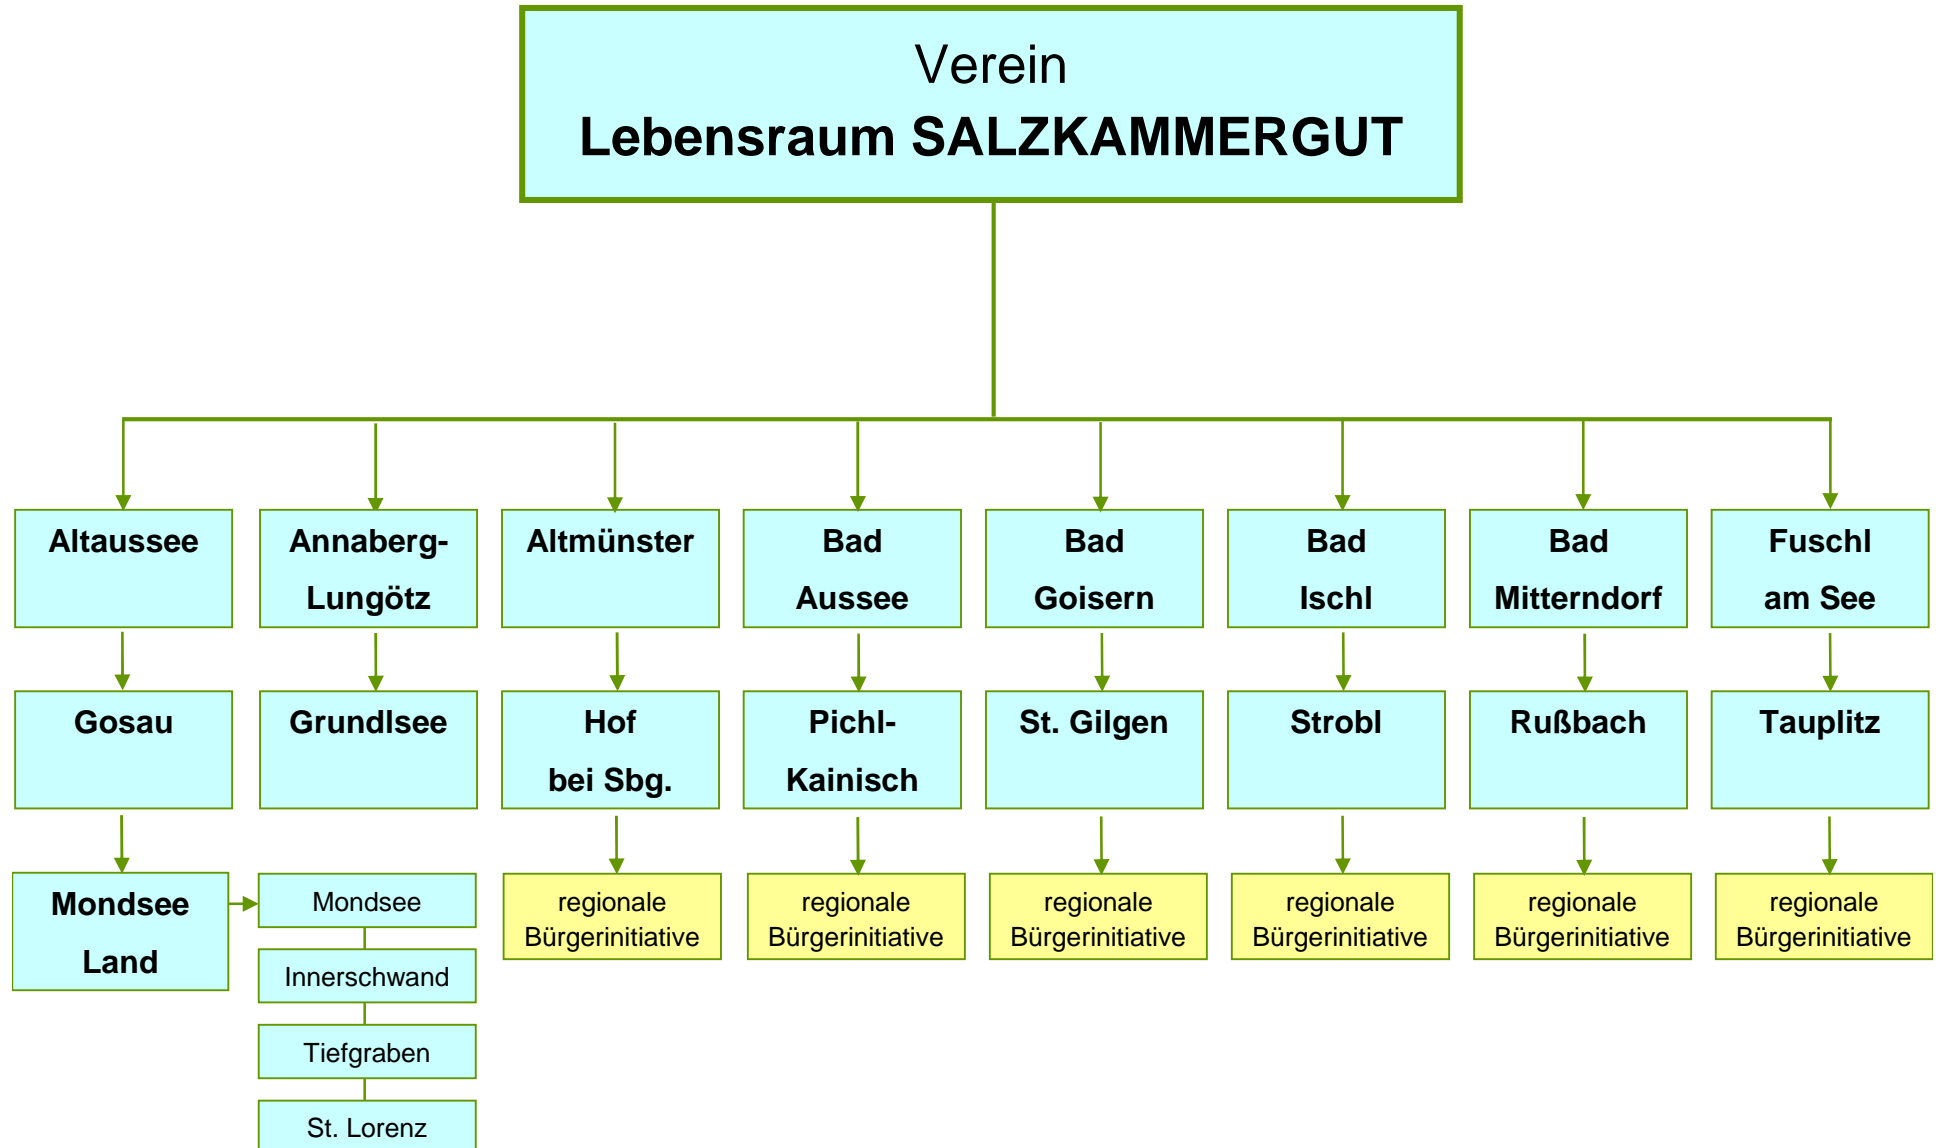 Verein
Lebensraum SALZKAMMERGUT
Altaussee
Annaberg-
Lungötz
Altmünster
Bad
Aussee
Bad
Goisern
Bad
Ischl
Bad
Mitterndorf
Fuschl
am See
Gosau
Grundlsee
Hof
bei Sbg.
Pichl-
Kainisch
St. Gilgen
Strobl
Rußbach
Tauplitz
Mondsee
Land
Mondsee
Innerschwand
Tiefgraben
St. Lorenz
regionale
Bürgerinitiative
regionale
Bürgerinitiative
regionale
Bürgerinitiative
regionale
Bürgerinitiative
regionale
Bürgerinitiative
regionale
Bürgerinitiative